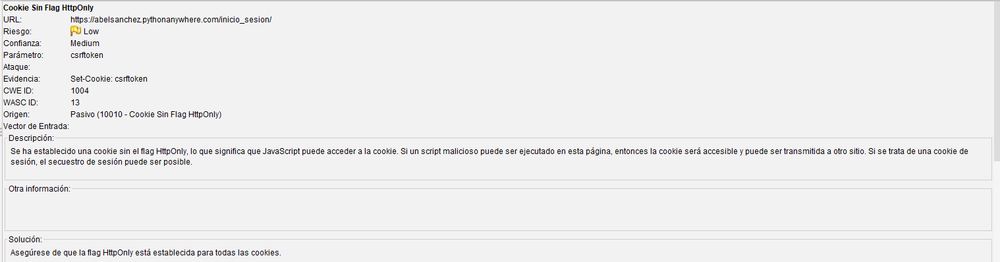 Cookie Sin Flag HttpOnly
URL: https://abelsanchez.pythonanywhere.com/inicio_sesion/
Riesgo: Low
Confianza: Medium
Parámetro: csrftoken
Ataque:
Evidencia: Set-Cookie: csrftoken
CWE ID: 1004
WASC ID: 13
Origen: Pasivo (10010 - Cookie Sin Flag HttpOnly)
Vector de Entrada:
Descripción:
Se ha establecido una cookie sin el flag HttpOnly, lo que significa que JavaScript puede acceder a la cookie. Si un script malicioso puede ser ejecutado en esta página, entonces la cookie será accesible y puede ser transmitida a otro sitio. Si se trata de una cookie de
sesión, el secuestro de sesión puede ser posible.
Otra información:
Solución:
Asegúrese de que la flag HttpOnly está establecida para todas las cookies.